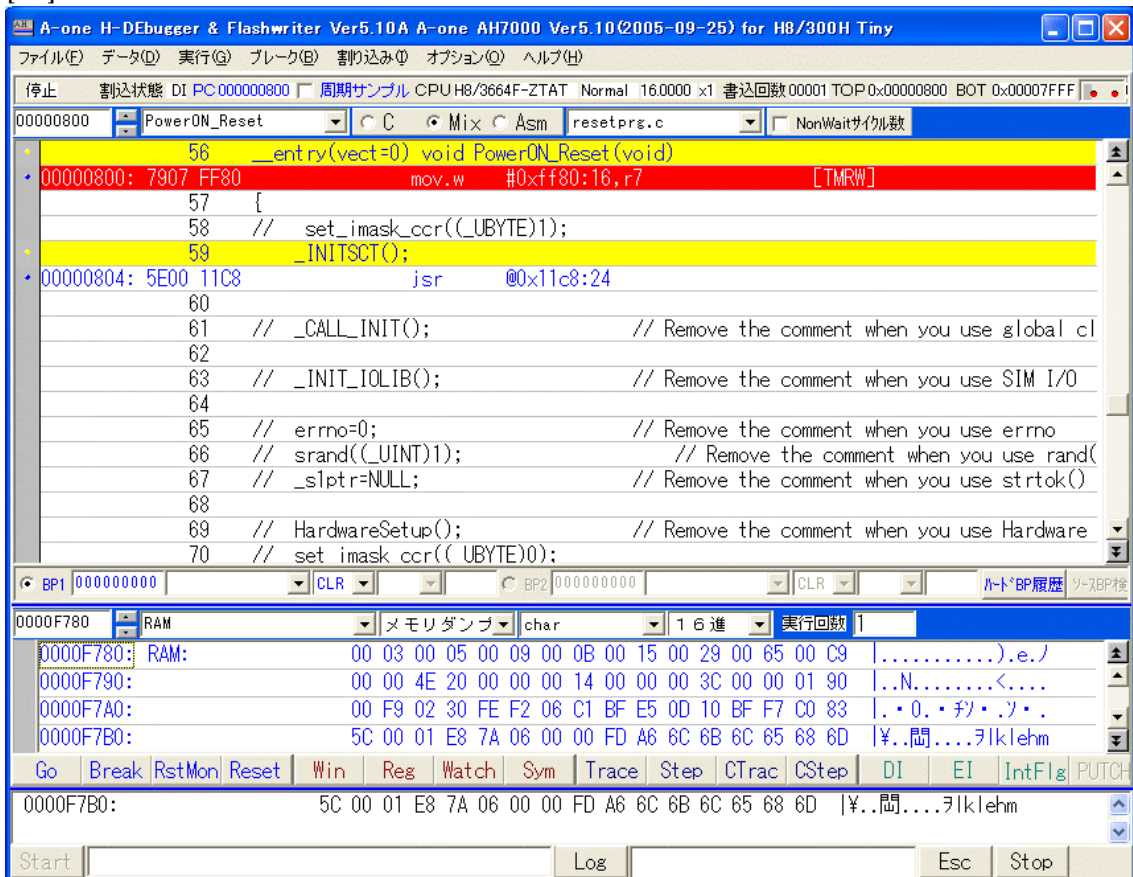 A-one H-DEbugger & Flashwriter Ver5.10A A-one AH7000 Ver5.10(2005-09-25) for H8/300H Tiny
ファイル(F) データ(D) 実行(G) ブレーク(B) 割り込み(I) オプション(O) ヘルプ(H)
停止 割込状態 DI PC 000000800 周期サンプル CPU H8/3664F-ZTAT Normal 16.0000 x1 書込回数 00001 TOP 0x00000800 BOT 0x00007FFF
00000800 PowerON_Reset C Mix Asm resetprg.c NonWaitサイクル数
56 __entry(vect=0) void PowerON_Reset(void)
00000800: 7907 FF80 mov.w #0xff80:16,r7 [TMRW]
57 {
58 // set_imask_ccr((_UBYTE)1);
59 _INITSCT();
00000804: 5E00 11C8 jsr @0x11c8:24
60
61 // _CALL_INIT(); // Remove the comment when you use global cl
62
63 // _INIT_IOLIB(); // Remove the comment when you use SIM I/O
64
65 // errno=0; // Remove the comment when you use errno
66 // srand((_UINT)1); // Remove the comment when you use rand(
67 // _s1ptr=NULL; // Remove the comment when you use strtok()
68
69 // HardwareSetup(); // Remove the comment when you use Hardware
70 // set_imask_ccr((_UBYTE)0);
BP1 000000000 CLR BP2 000000000 CLR ハードBP履歴 ソースBP検
0000F780 RAM メモリダンプ char 16進 実行回数 1
0000F780: RAM: 00 03 00 05 00 09 00 0B 00 15 00 29 00 65 00 C9 |...........).e.ノ
0000F790: 00 00 4E 20 00 00 00 14 00 00 00 3C 00 00 01 90 |..N........<....
0000F7A0: 00 F9 02 30 FE F2 06 C1 BF E5 0D 10 BF F7 C0 83
0000F7B0: 5C 00 01 E8 7A 06 00 00 FD A6 6C 6B 6C 65 68 6D |¥..閊....ヲlklehm
Go Break RstMon Reset Win Reg Watch Sym Trace Step CTrac CStep DI EI IntFlg PUTCH
0000F7B0: 5C 00 01 E8 7A 06 00 00 FD A6 6C 6B 6C 65 68 6D |¥..閊....ヲlklehm
Start Log Esc Stop